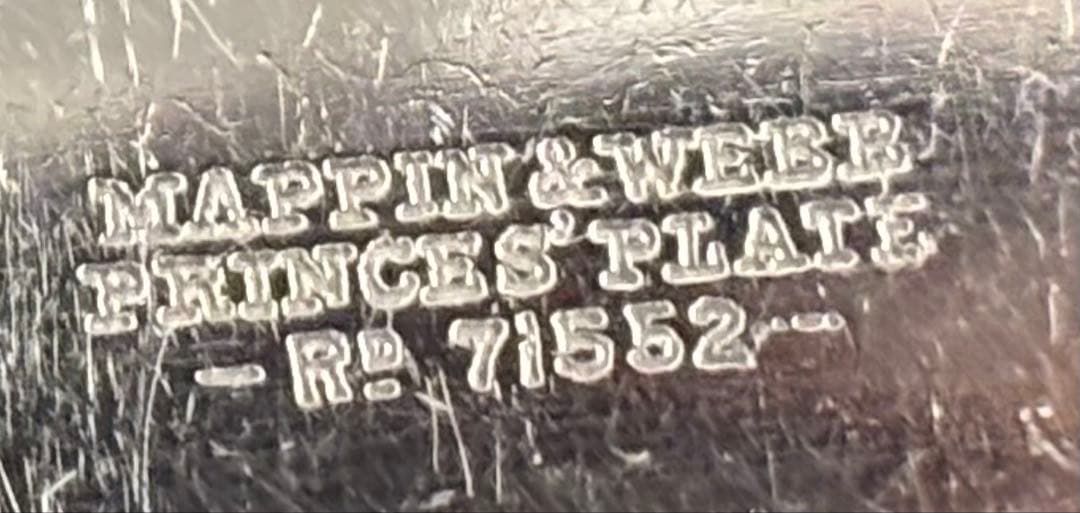 MAPPIN & WEBB
PRINCES' PLATE
- RD 71552 -